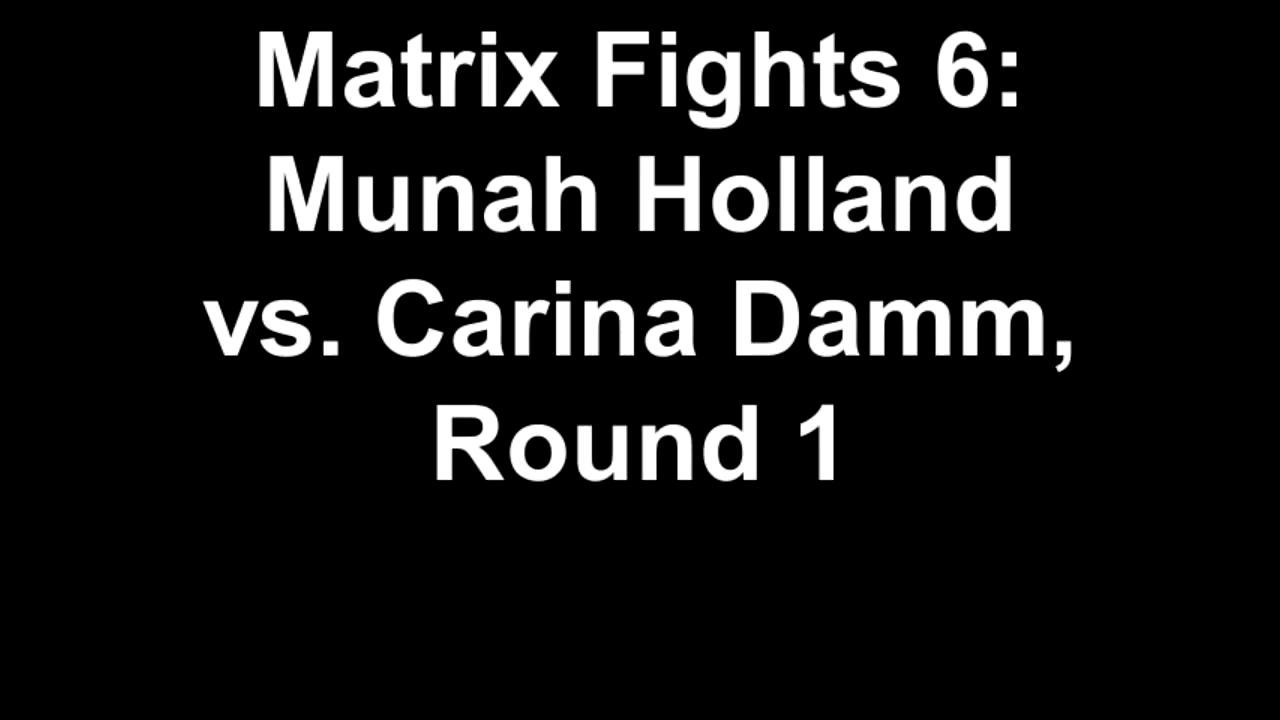 Matrix Fights 6:
Munah Holland
vs. Carina Damm,
Round 1